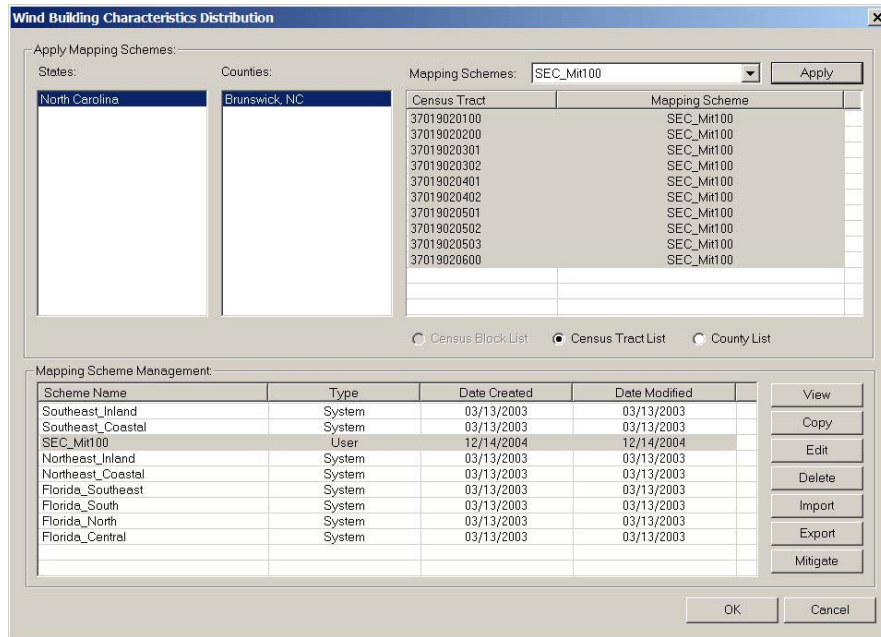 Wind Building Characteristics Distribution
Apply Mapping Schemes:
States: Counties: Mapping Schemes: SEC_Mit100 Apply
North Carolina Brunswick, NC Census Tract Mapping Scheme
37019020100 SEC_Mit100
37019020200 SEC_Mit100
37019020301 SEC_Mit100
37019020302 SEC_Mit100
37019020401 SEC_Mit100
37019020402 SEC_Mit100
37019020501 SEC_Mit100
37019020502 SEC_Mit100
37019020503 SEC_Mit100
37019020600 SEC_Mit100
Census Block List Census Tract List County List
Mapping Scheme Management:
Scheme Name Type Date Created Date Modified View
Southeast_Inland System 03/13/2003 03/13/2003
Southeast_Coastal System 03/13/2003 03/13/2003 Copy
SEC_Mit100 User 12/14/2004 12/14/2004 Edit
Northeast_Inland System 03/13/2003 03/13/2003
Northeast_Coastal System 03/13/2003 03/13/2003 Delete
Florida_Southeast System 03/13/2003 03/13/2003
Florida_South System 03/13/2003 03/13/2003 Import
Florida_North System 03/13/2003 03/13/2003
Florida_Central System 03/13/2003 03/13/2003 Export
Mitigate
OK Cancel